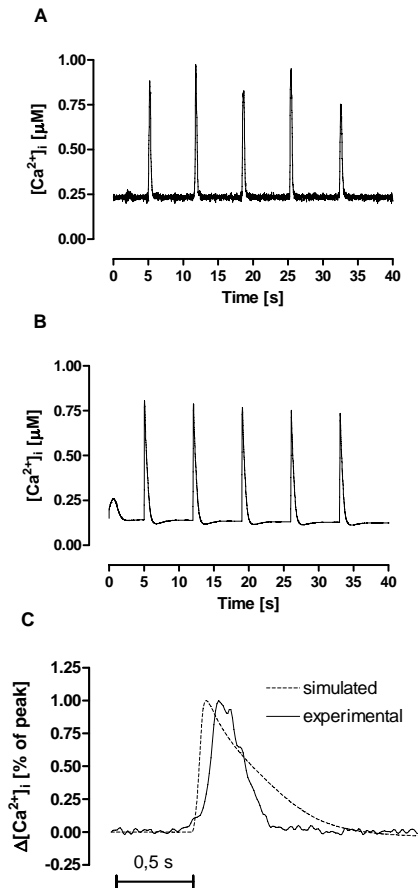 A
1.00
0.75
0.50
0.25
0.00
[Ca2+]i [µM]
0 5 10 15 20 25 30 35 40
Time [s]
B
1.00
0.75
0.50
0.25
0.00
[Ca2+]i [µM]
0 5 10 15 20 25 30 35 40
Time [s]
C
1.25
1.00
0.75
0.50
0.25
0.00
-0.25
Δ[Ca2+]i [% of peak]
simulated
experimental
0,5 s